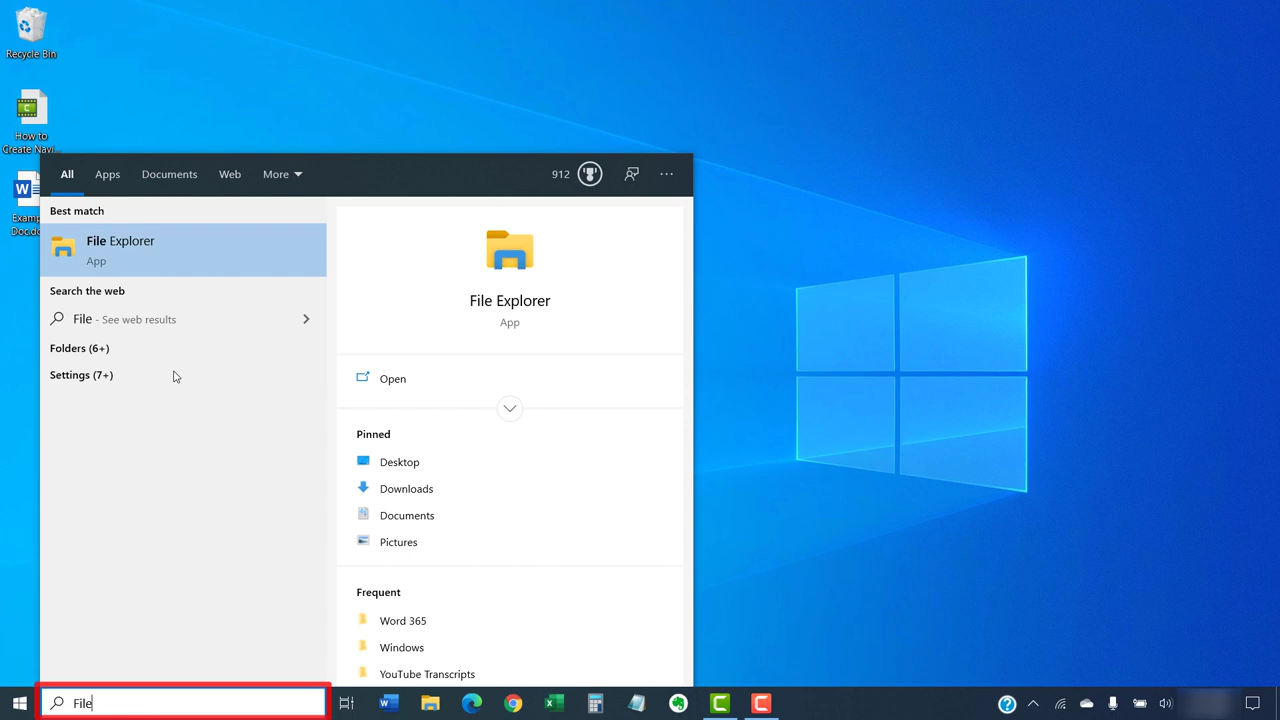 Recycle Bin
How to
Create Navi...
Examp
Doc.do
All
Apps
Documents
Web
More
912
Best match
File Explorer
App
Search the web
File - See web results
Folders (6+)
Settings (7+)
File Explorer
App
Open
Pinned
Desktop
Downloads
Documents
Pictures
Frequent
Word 365
Windows
YouTube Transcripts
File